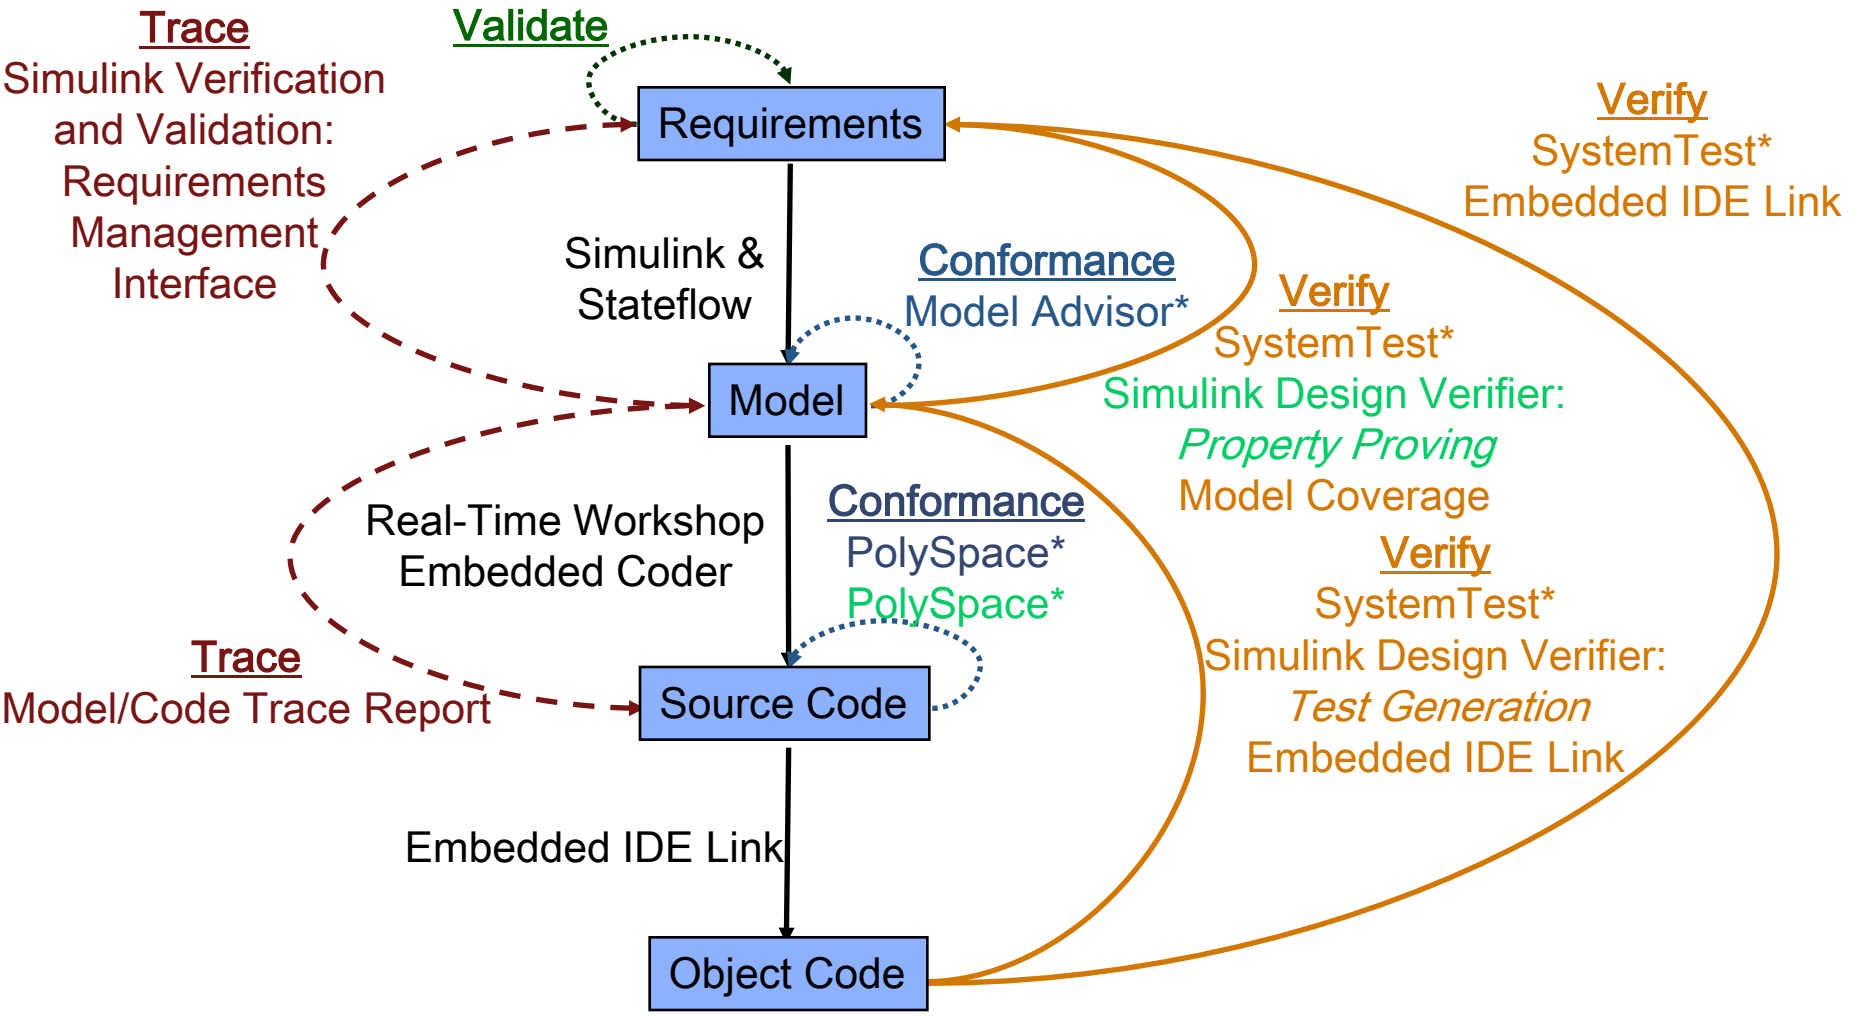 Trace
Simulink Verification
and Validation:
Requirements
Management
Interface
Validate
Requirements
Verify
SystemTest*
Embedded IDE Link
Simulink &
Stateflow
Conformance
Model Advisor*
Verify
SystemTest*
Simulink Design Verifier:
Property Proving
Model Coverage
Model
Real-Time Workshop
Embedded Coder
Conformance
PolySpace*
PolySpace*
Verify
SystemTest*
Simulink Design Verifier:
Test Generation
Embedded IDE Link
Trace
Model/Code Trace Report
Source Code
Embedded IDE Link
Object Code